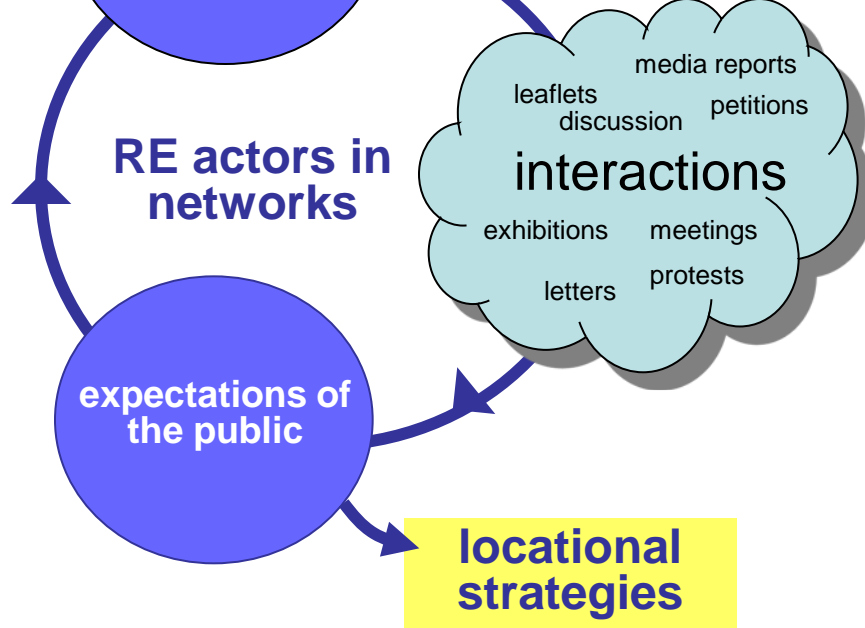 media reports
leaflets
petitions
discussion
RE actors in
networks
interactions
exhibitions meetings
letters protests
expectations of
the public
locational
strategies